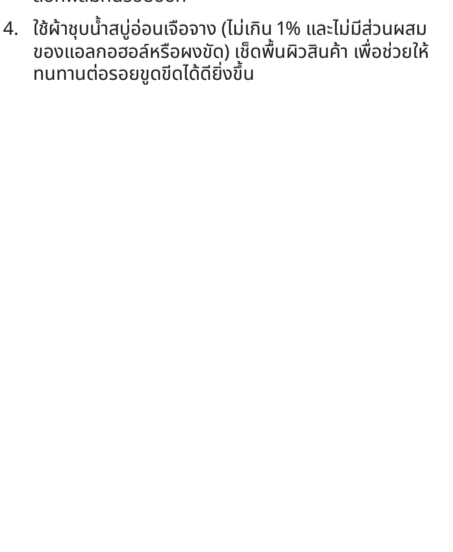 4. ใช้ผ้าชุบน้ำสบู่อ่อนเจือจาง (ไม่เกิน 1% และไม่มีส่วนผสม
ของแอลกอฮอล์หรือผงขัด) เช็ดพื้นผิวสินค้า เพื่อช่วยให้
ทนทานต่อรอยขูดขีดได้ดียิ่งขึ้น